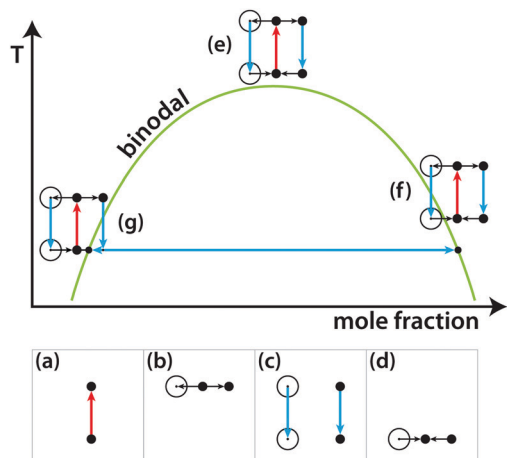 (e)
T
binodal
(f)
(g)
mole fraction
(a)
(b)
(c)
(d)